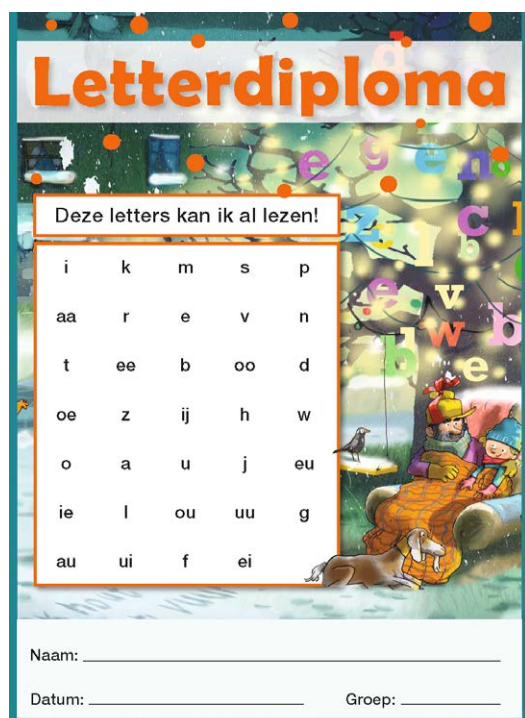 Letterdiploma
Deze letters kan ik al lezen!
i k m s p
aa r e v n
t ee b oo d
oe z ij h w
o a u j eu
ie l ou uu g
au ui f ei
Naam:
Datum: Groep: